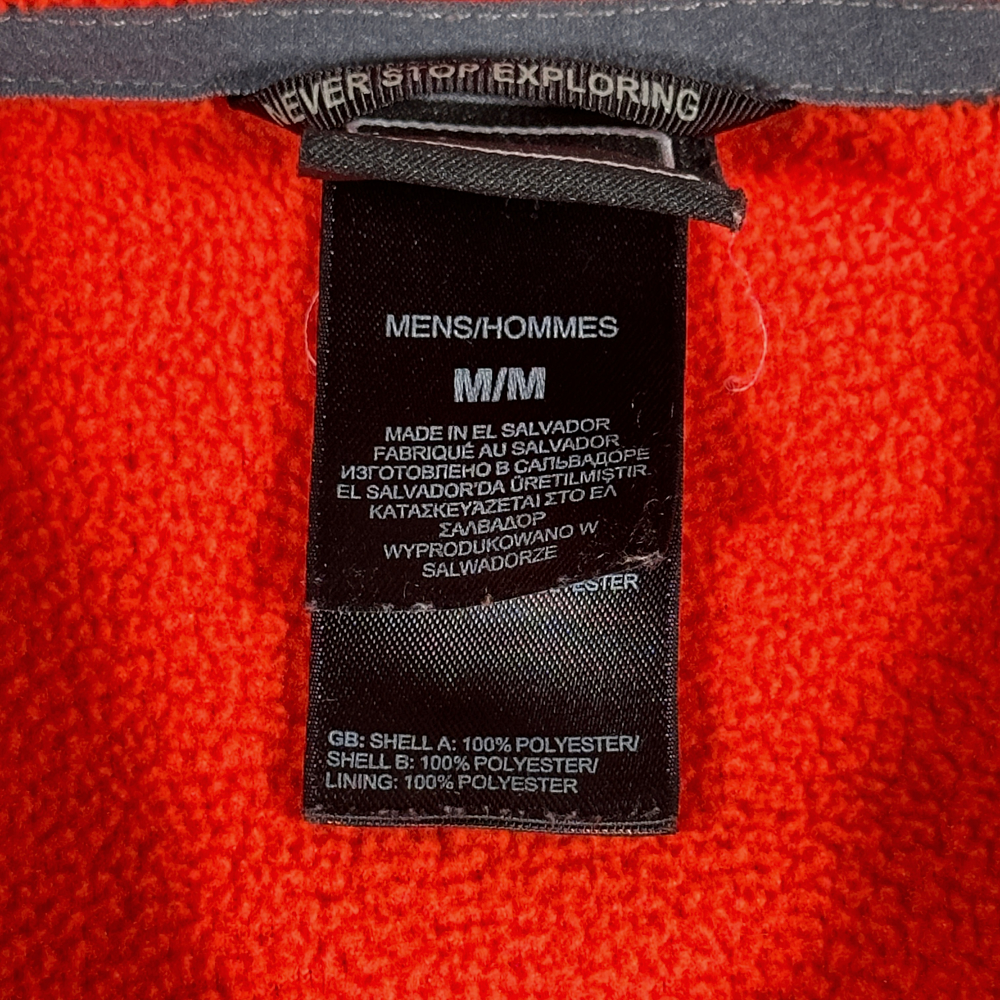 NEVER STOP EXPLORING
MENS/HOMMES
M/M
MADE IN EL SALVADOR
FABRIQUÉ AU SALVADOR
ИЗГОТОВЛЕНО В САЛЬВАДОРЕ
EL SALVADOR'DA ÜRETILMIŞTIR.
ΚΑΤΑΣΚΕΥΑΖΕΤΑΙ ΣΤΟ ΕΛ
ΣΑΛΒΑΔΟΡ
WYPRODUKOWANO W
SALWADORZE
GB: SHELL A: 100% POLYESTER/
SHELL B: 100% POLYESTER/
LINING: 100% POLYESTER